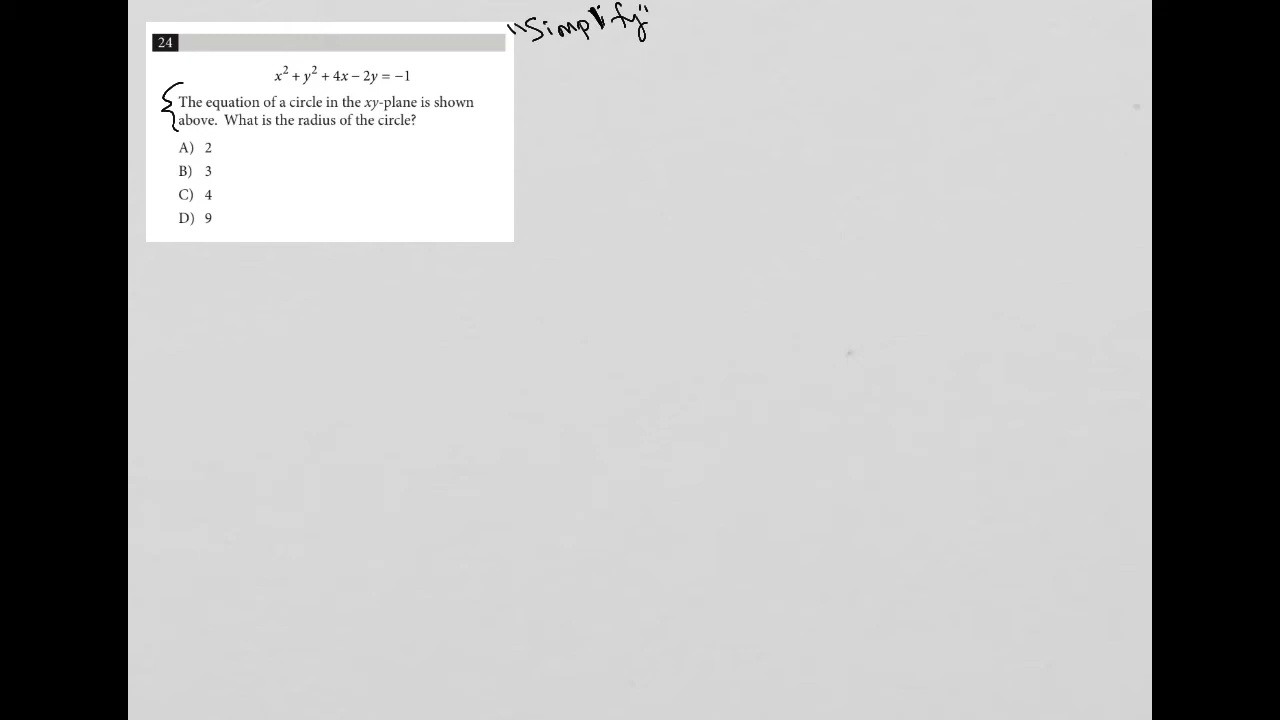 "Simplify"
24
x² + y² + 4x − 2y = −1
The equation of a circle in the xy-plane is shown
above. What is the radius of the circle?
A) 2
B) 3
C) 4
D) 9